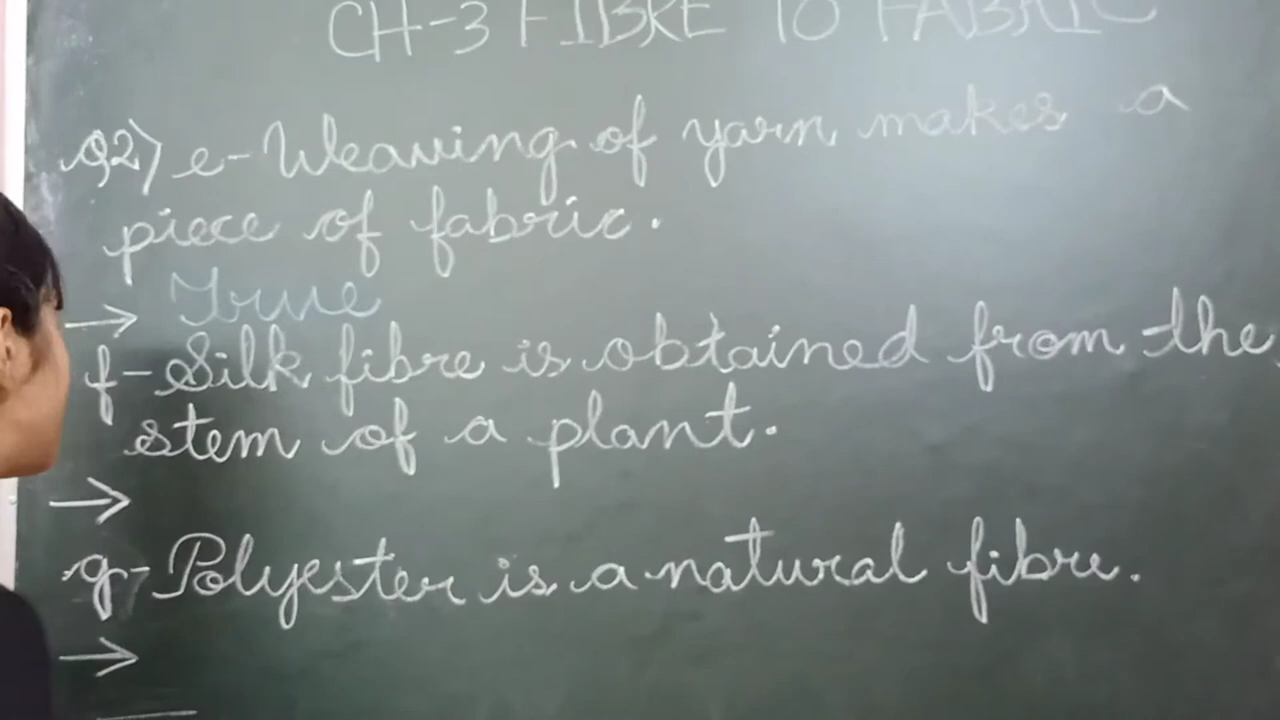 CH-3 FIBRE TO FABRIC
Q2) e- Weaving of yarn makes a
piece of fabric.
→ True
f- Silk fibre is obtained from the
stem of a plant.
→
g- Polyester is a natural fibre.
→